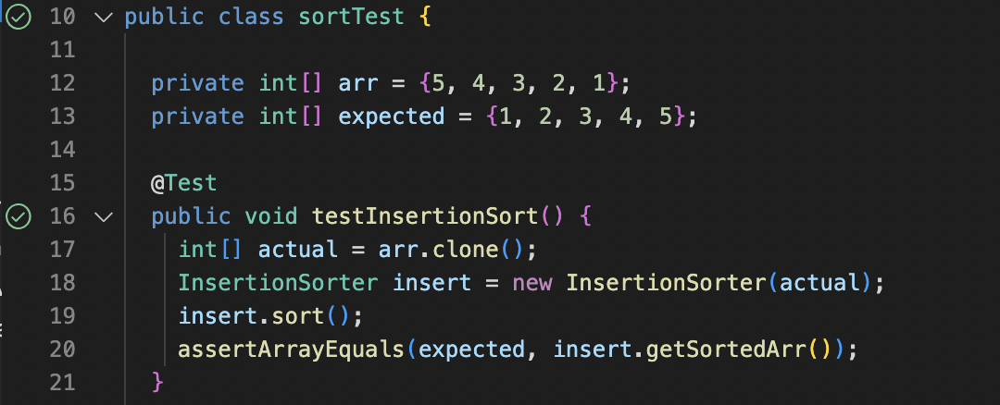 10 public class sortTest {
11
12 private int[] arr = {5, 4, 3, 2, 1};
13 private int[] expected = {1, 2, 3, 4, 5};
14
15 @Test
16 public void testInsertionSort() {
17 int[] actual = arr.clone();
18 InsertionSorter insert = new InsertionSorter(actual);
19 insert.sort();
20 assertArrayEquals(expected, insert.getSortedArr());
21 }